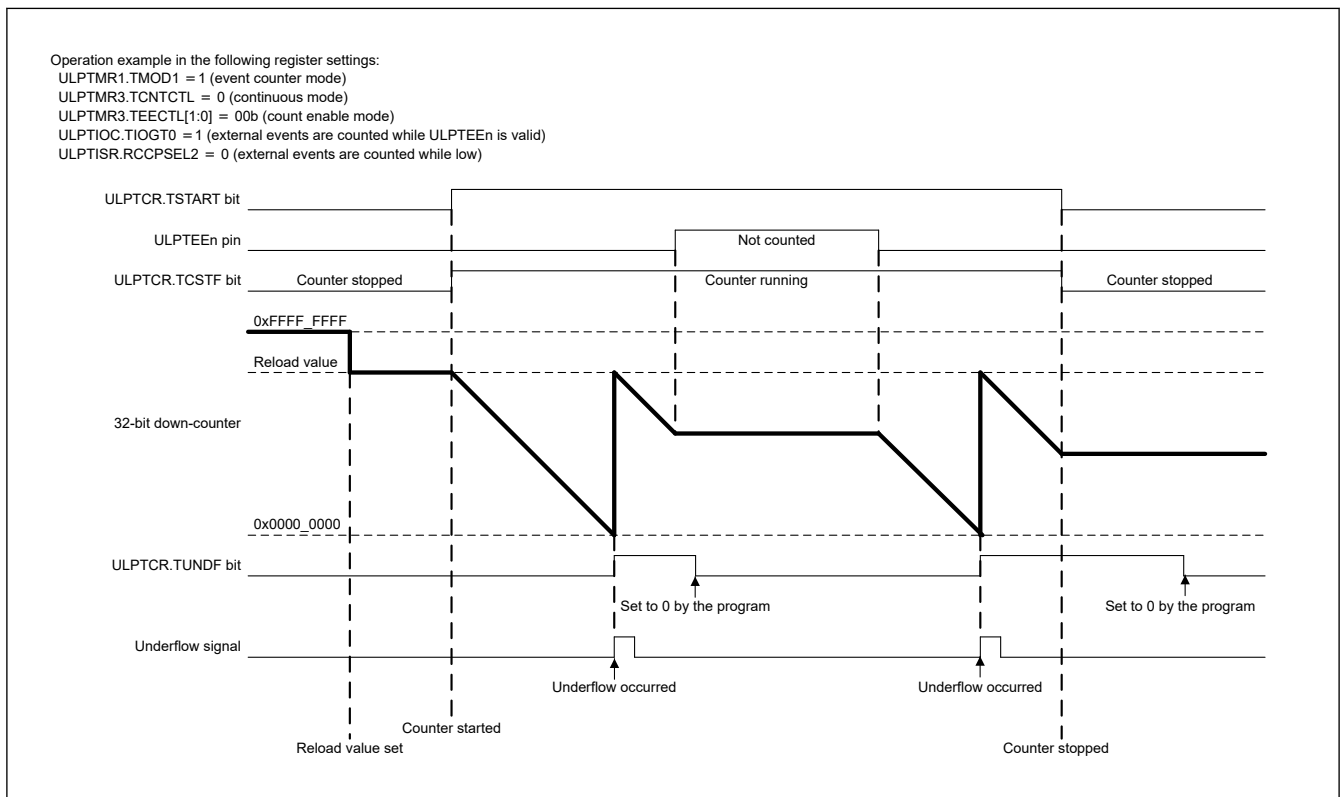 Operation example in the following register settings:
ULPTMR1.TMOD1 = 1 (event counter mode)
ULPTMR3.TCNTCTL = 0 (continuous mode)
ULPTMR3.TEECTL[1:0] = 00b (count enable mode)
ULPTIOC.TIOGT0 = 1 (external events are counted while ULPTEEn is valid)
ULPTISR.RCCPSEL2 = 0 (external events are counted while low)
ULPTCR.TSTART bit
ULPTEEn pin
Not counted
ULPTCR.TCSTF bit
Counter stopped
Counter running
Counter stopped
0xFFFF_FFFF
Reload value
32-bit down-counter
0x0000_0000
ULPTCR.TUNDF bit
Set to 0 by the program
Set to 0 by the program
Underflow signal
Underflow occurred
Underflow occurred
Counter started
Reload value set
Counter stopped